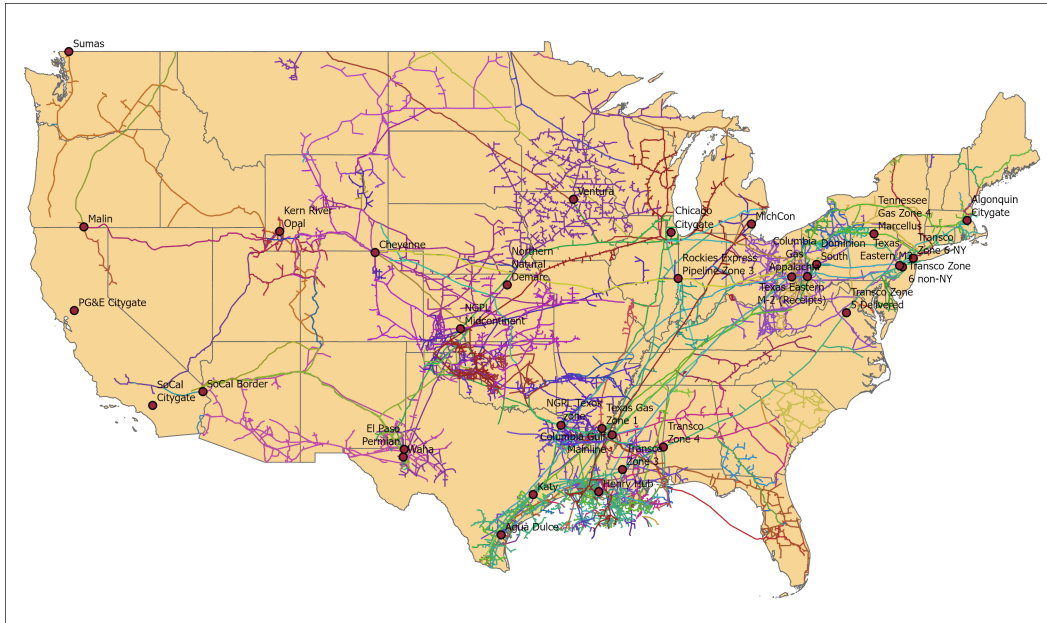 Sumas
Malin
PG&E Citygate
SoCal
Citygate
SoCal Border
Kern River
Opal
Cheyenne
Northern
Natural
Demarc
Ventura
NGPL
Midcontinent
El Paso
Permian
Waha
Katy
Agua Dulce
NGPL Texok
zone
Texas Gas
Zone 1
Columbia Gulf
Mainline
Transco
Zone 3
Henry Hub
Transco
Zone 4
Chicago
Citygate
Rockies Express
Pipeline Zone 3
MichCon
Columbia
Gas
Appalachia
Dominion
South
Texas Eastern
M-2 (Receipts)
Tennessee
Gas Zone 4
Marcellus
Texas
Eastern M3
Transco
Zone 6-NY
Transco Zone
6 non-NY
Transco Zone
5 Delivered
Algonquin
Citygate